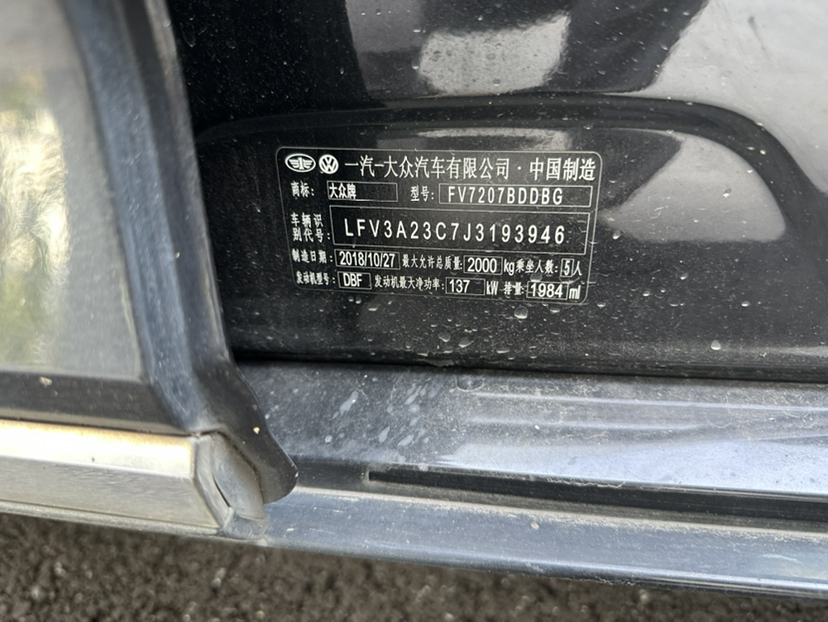 一汽-大众汽车有限公司·中国制造
商标: 大众牌 型号: FV7207BDDBG
车辆识别代号: LFV3A23C7J3193946
制造日期: 2018/10/27 最大允许总质量: 2000 kg 乘坐人数: 5人
发动机型号: DBF 发动机最大净功率: 137 kW 排量: 1984 ml